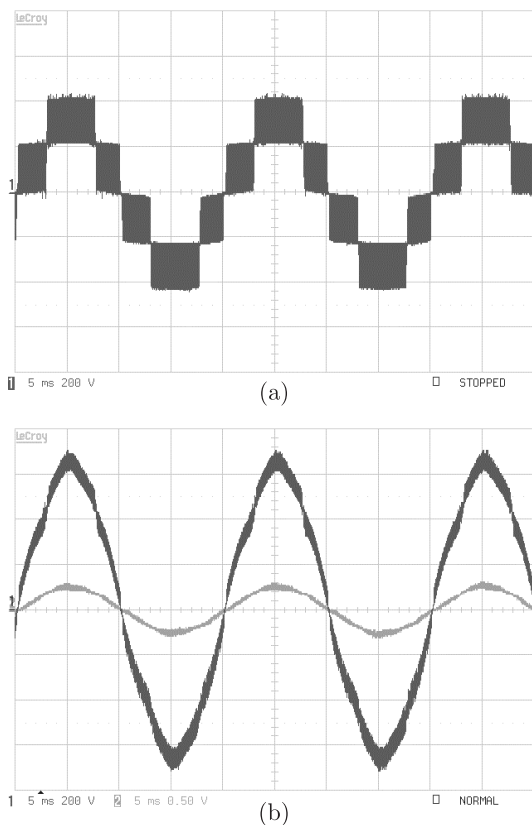 LeCroy
1
1 5 ms 200 V
STOPPED
(a)
LeCroy
1
1 5 ms 200 V 2 5 ms 0.50 V
NORMAL
(b)